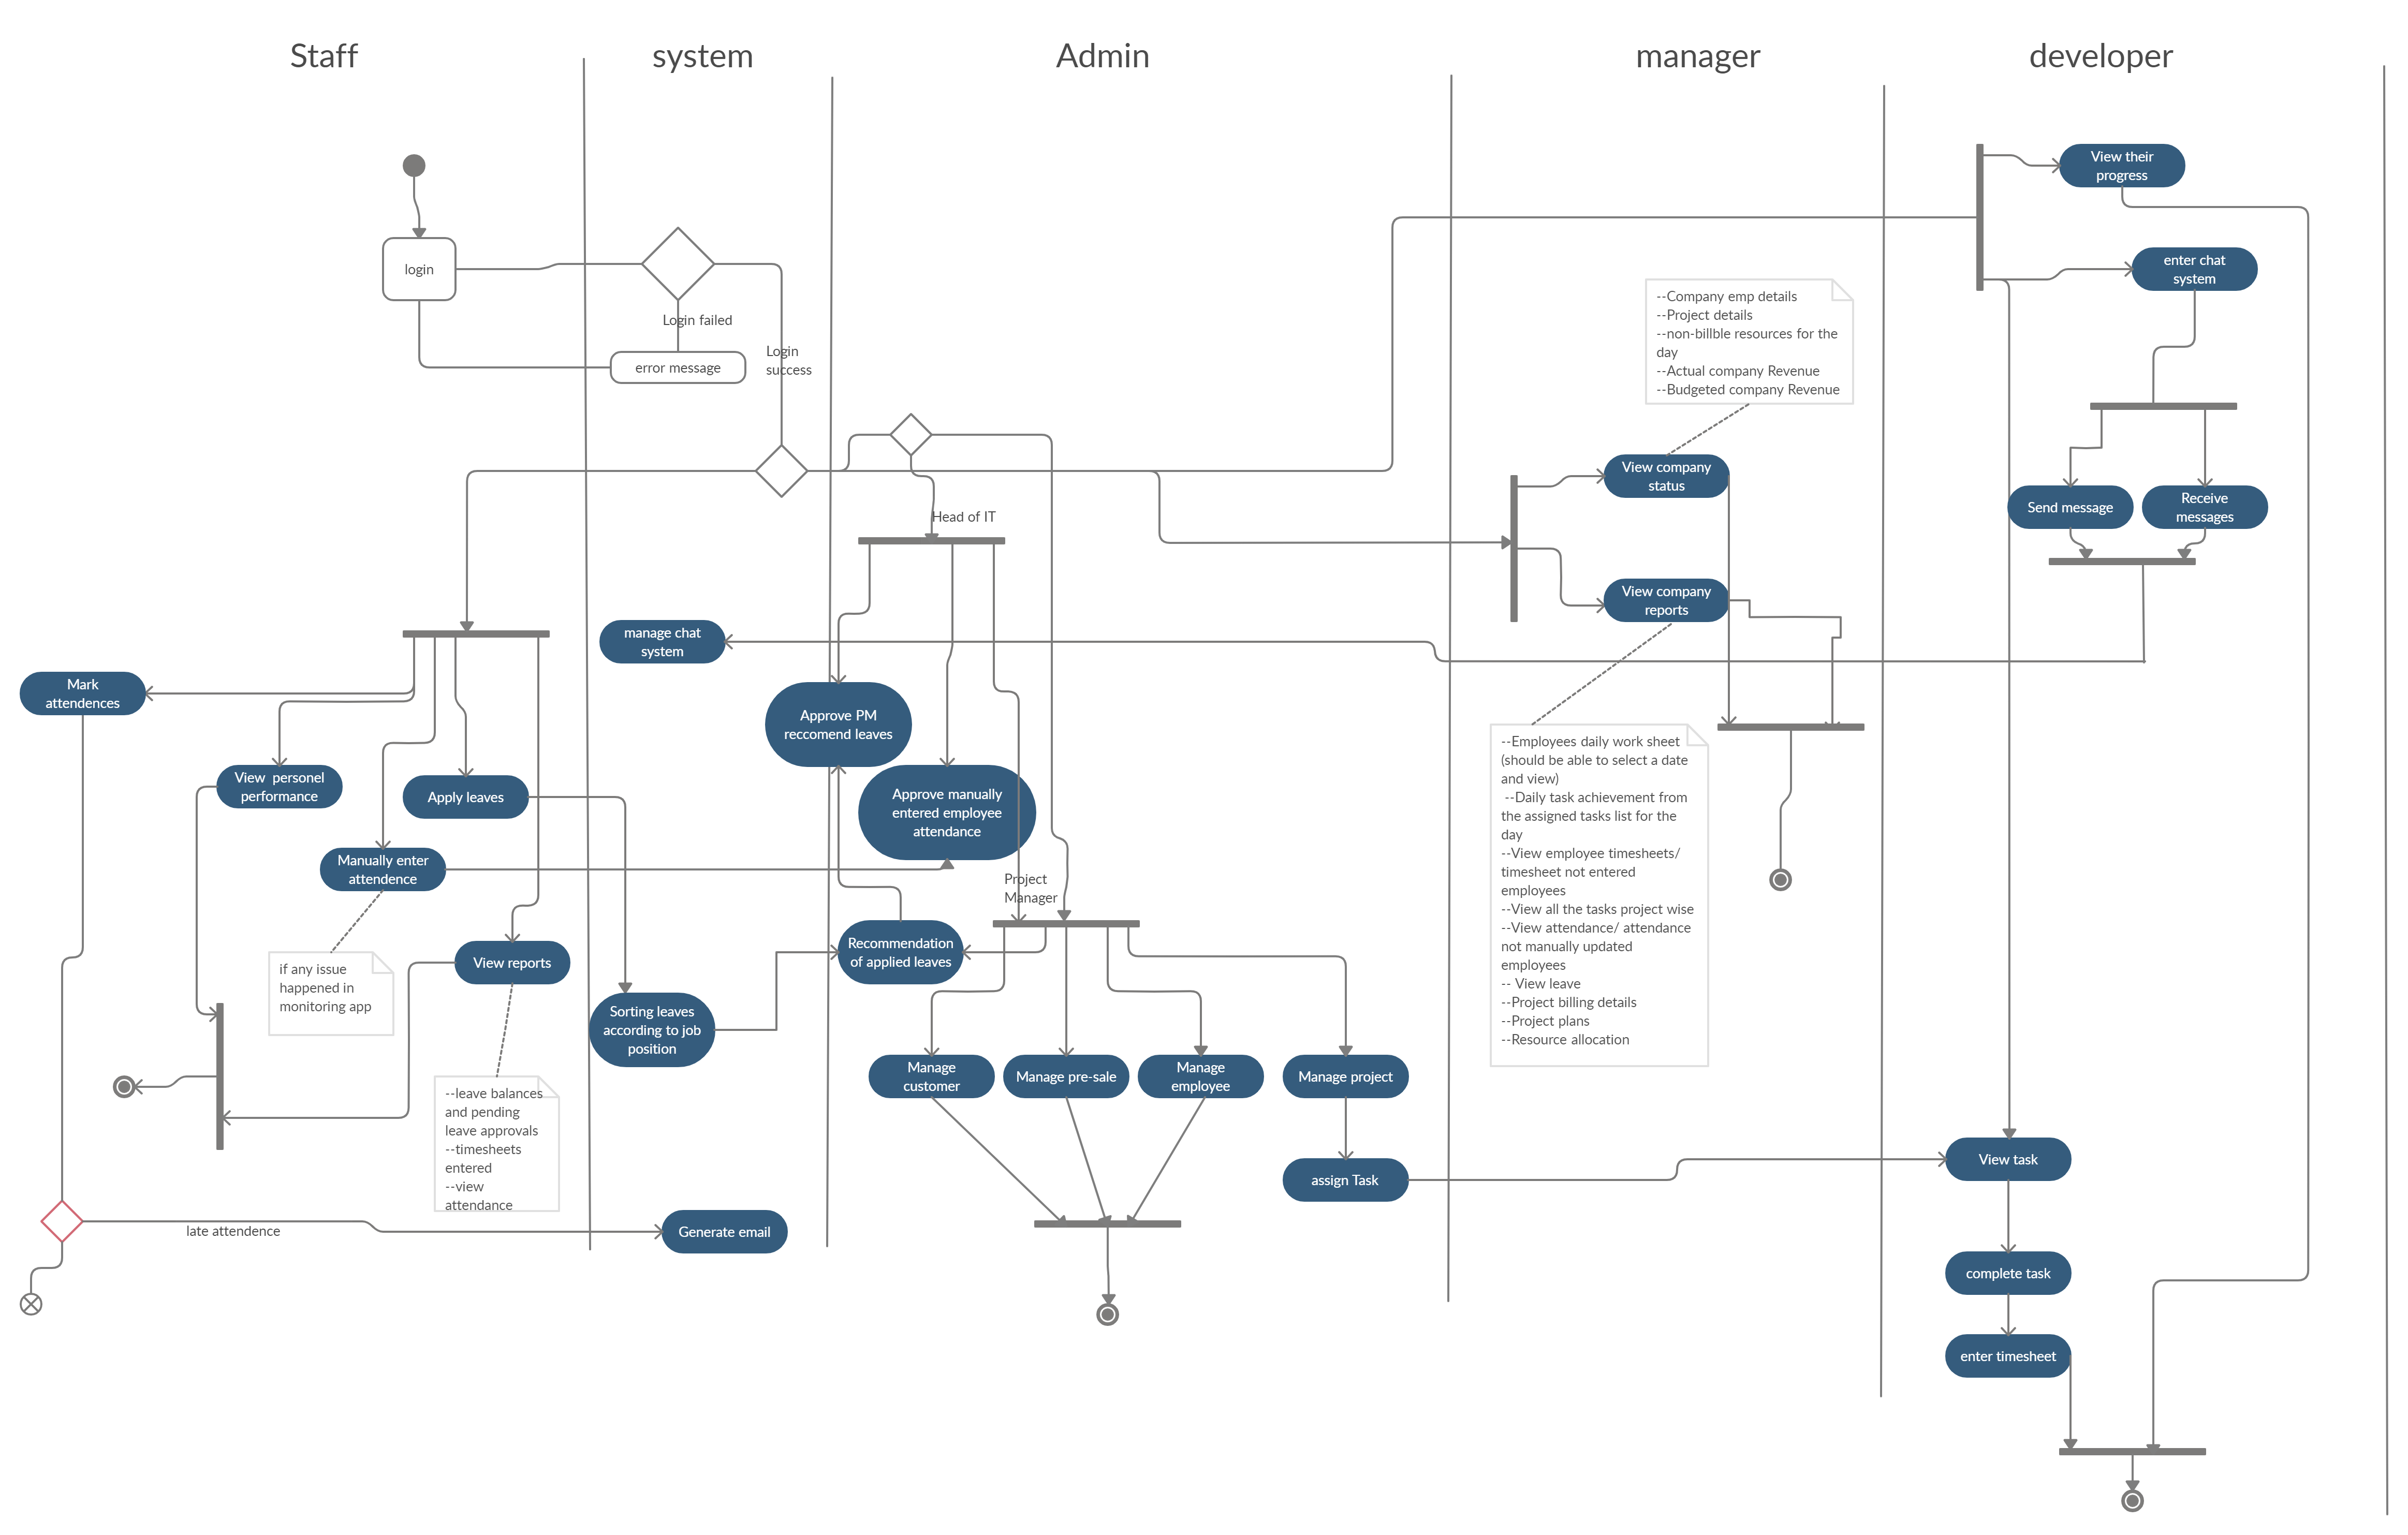 Staff
system
Admin
manager
developer
View their
progress
login
enter chat
system
--Company emp details
--Project details
--non-billble resources for the
day
--Actual company Revenue
--Budgeted company Revenue
Login failed
Login
success
error message
View company
status
Head of IT
Send message
Receive
messages
View company
reports
manage chat
system
Mark
attendences
Approve PM
reccomend leaves
View  personel
performance
Apply leaves
Approve manually
entered employee
attendance
--Employees daily work sheet
(should be able to select a date
and view)
--Daily task achievement from
the assigned tasks list for the
day
--View employee timesheets/
timesheet not entered
employees
--View all the tasks project wise
--View attendance/ attendance
not manually updated
employees
-- View leave
--Project billing details
--Project plans
--Resource allocation
Manually enter
attendence
Project
Manager
if any issue
happened in
monitoring app
View reports
Recommendation
of applied leaves
Sorting leaves
according to job
position
--leave balances
and pending
leave approvals
--timesheets
entered
--view
attendance
Manage
customer
Manage pre-sale
Manage
employee
Manage project
assign Task
View task
late attendence
Generate email
complete task
enter timesheet